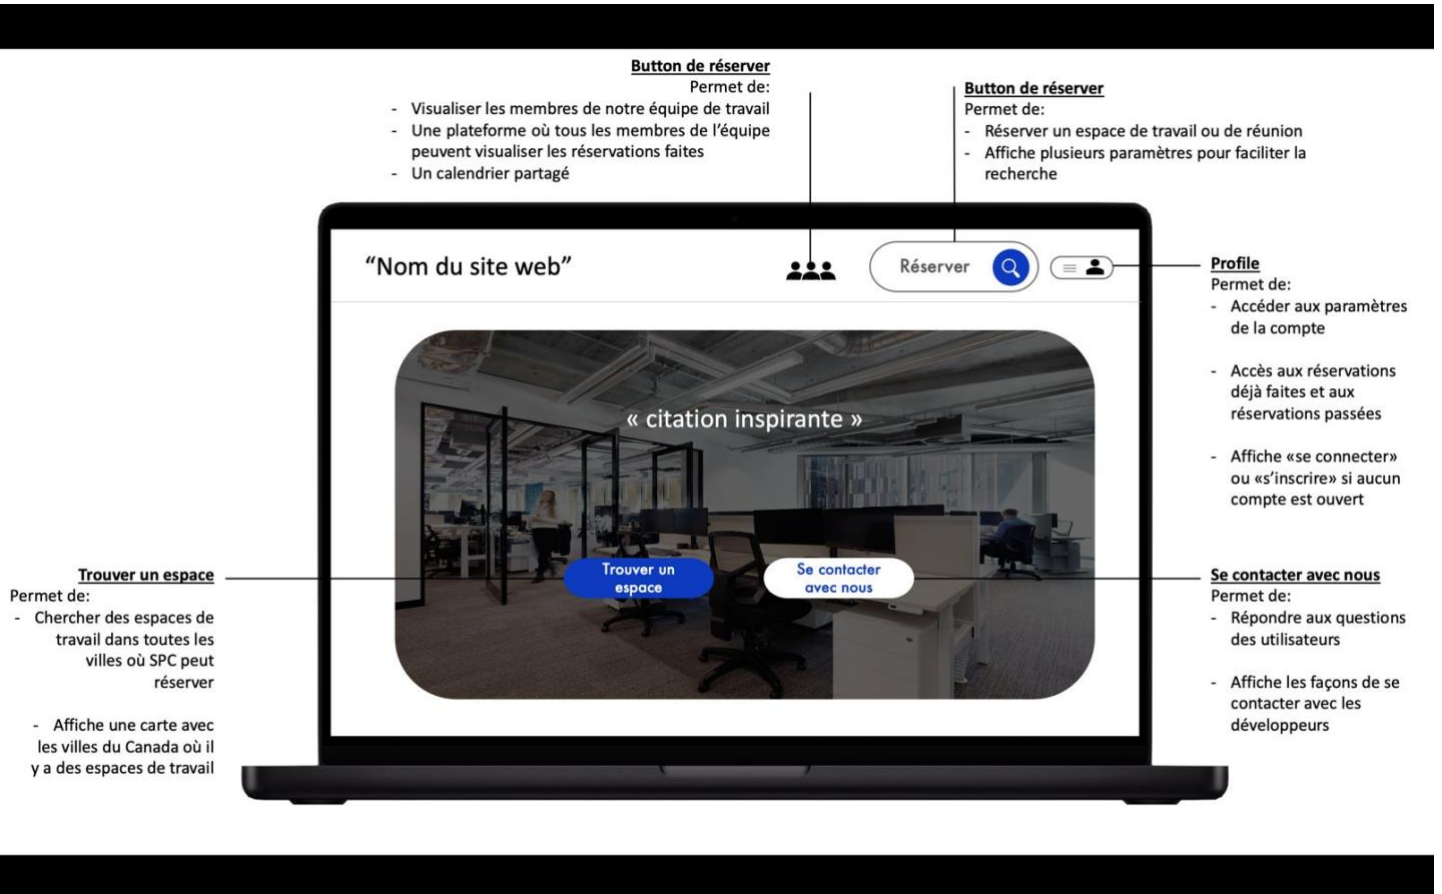 Button de réserver
Permet de:
- Visualiser les membres de notre équipe de travail
- Une plateforme où tous les membres de l’équipe
peuvent visualiser les réservations faites
- Un calendrier partagé
Button de réserver
Permet de:
- Réserver un espace de travail ou de réunion
- Affiche plusieurs paramètres pour faciliter la
recherche
“Nom du site web”
Réserver
Profile
Permet de:
- Accéder aux paramètres
de la compte
- Accès aux réservations
déjà faites et aux
réservations passées
- Affiche «se connecter»
ou «s’inscrire» si aucun
compte est ouvert
« citation inspirante »
Trouver un
espace
Se contacter
avec nous
Trouver un espace
Permet de:
- Chercher des espaces de
travail dans toutes les
villes où SPC peut
réserver
- Affiche une carte avec
les villes du Canada où il
y a des espaces de travail
Se contacter avec nous
Permet de:
- Répondre aux questions
des utilisateurs
- Affiche les façons de se
contacter avec les
développeurs